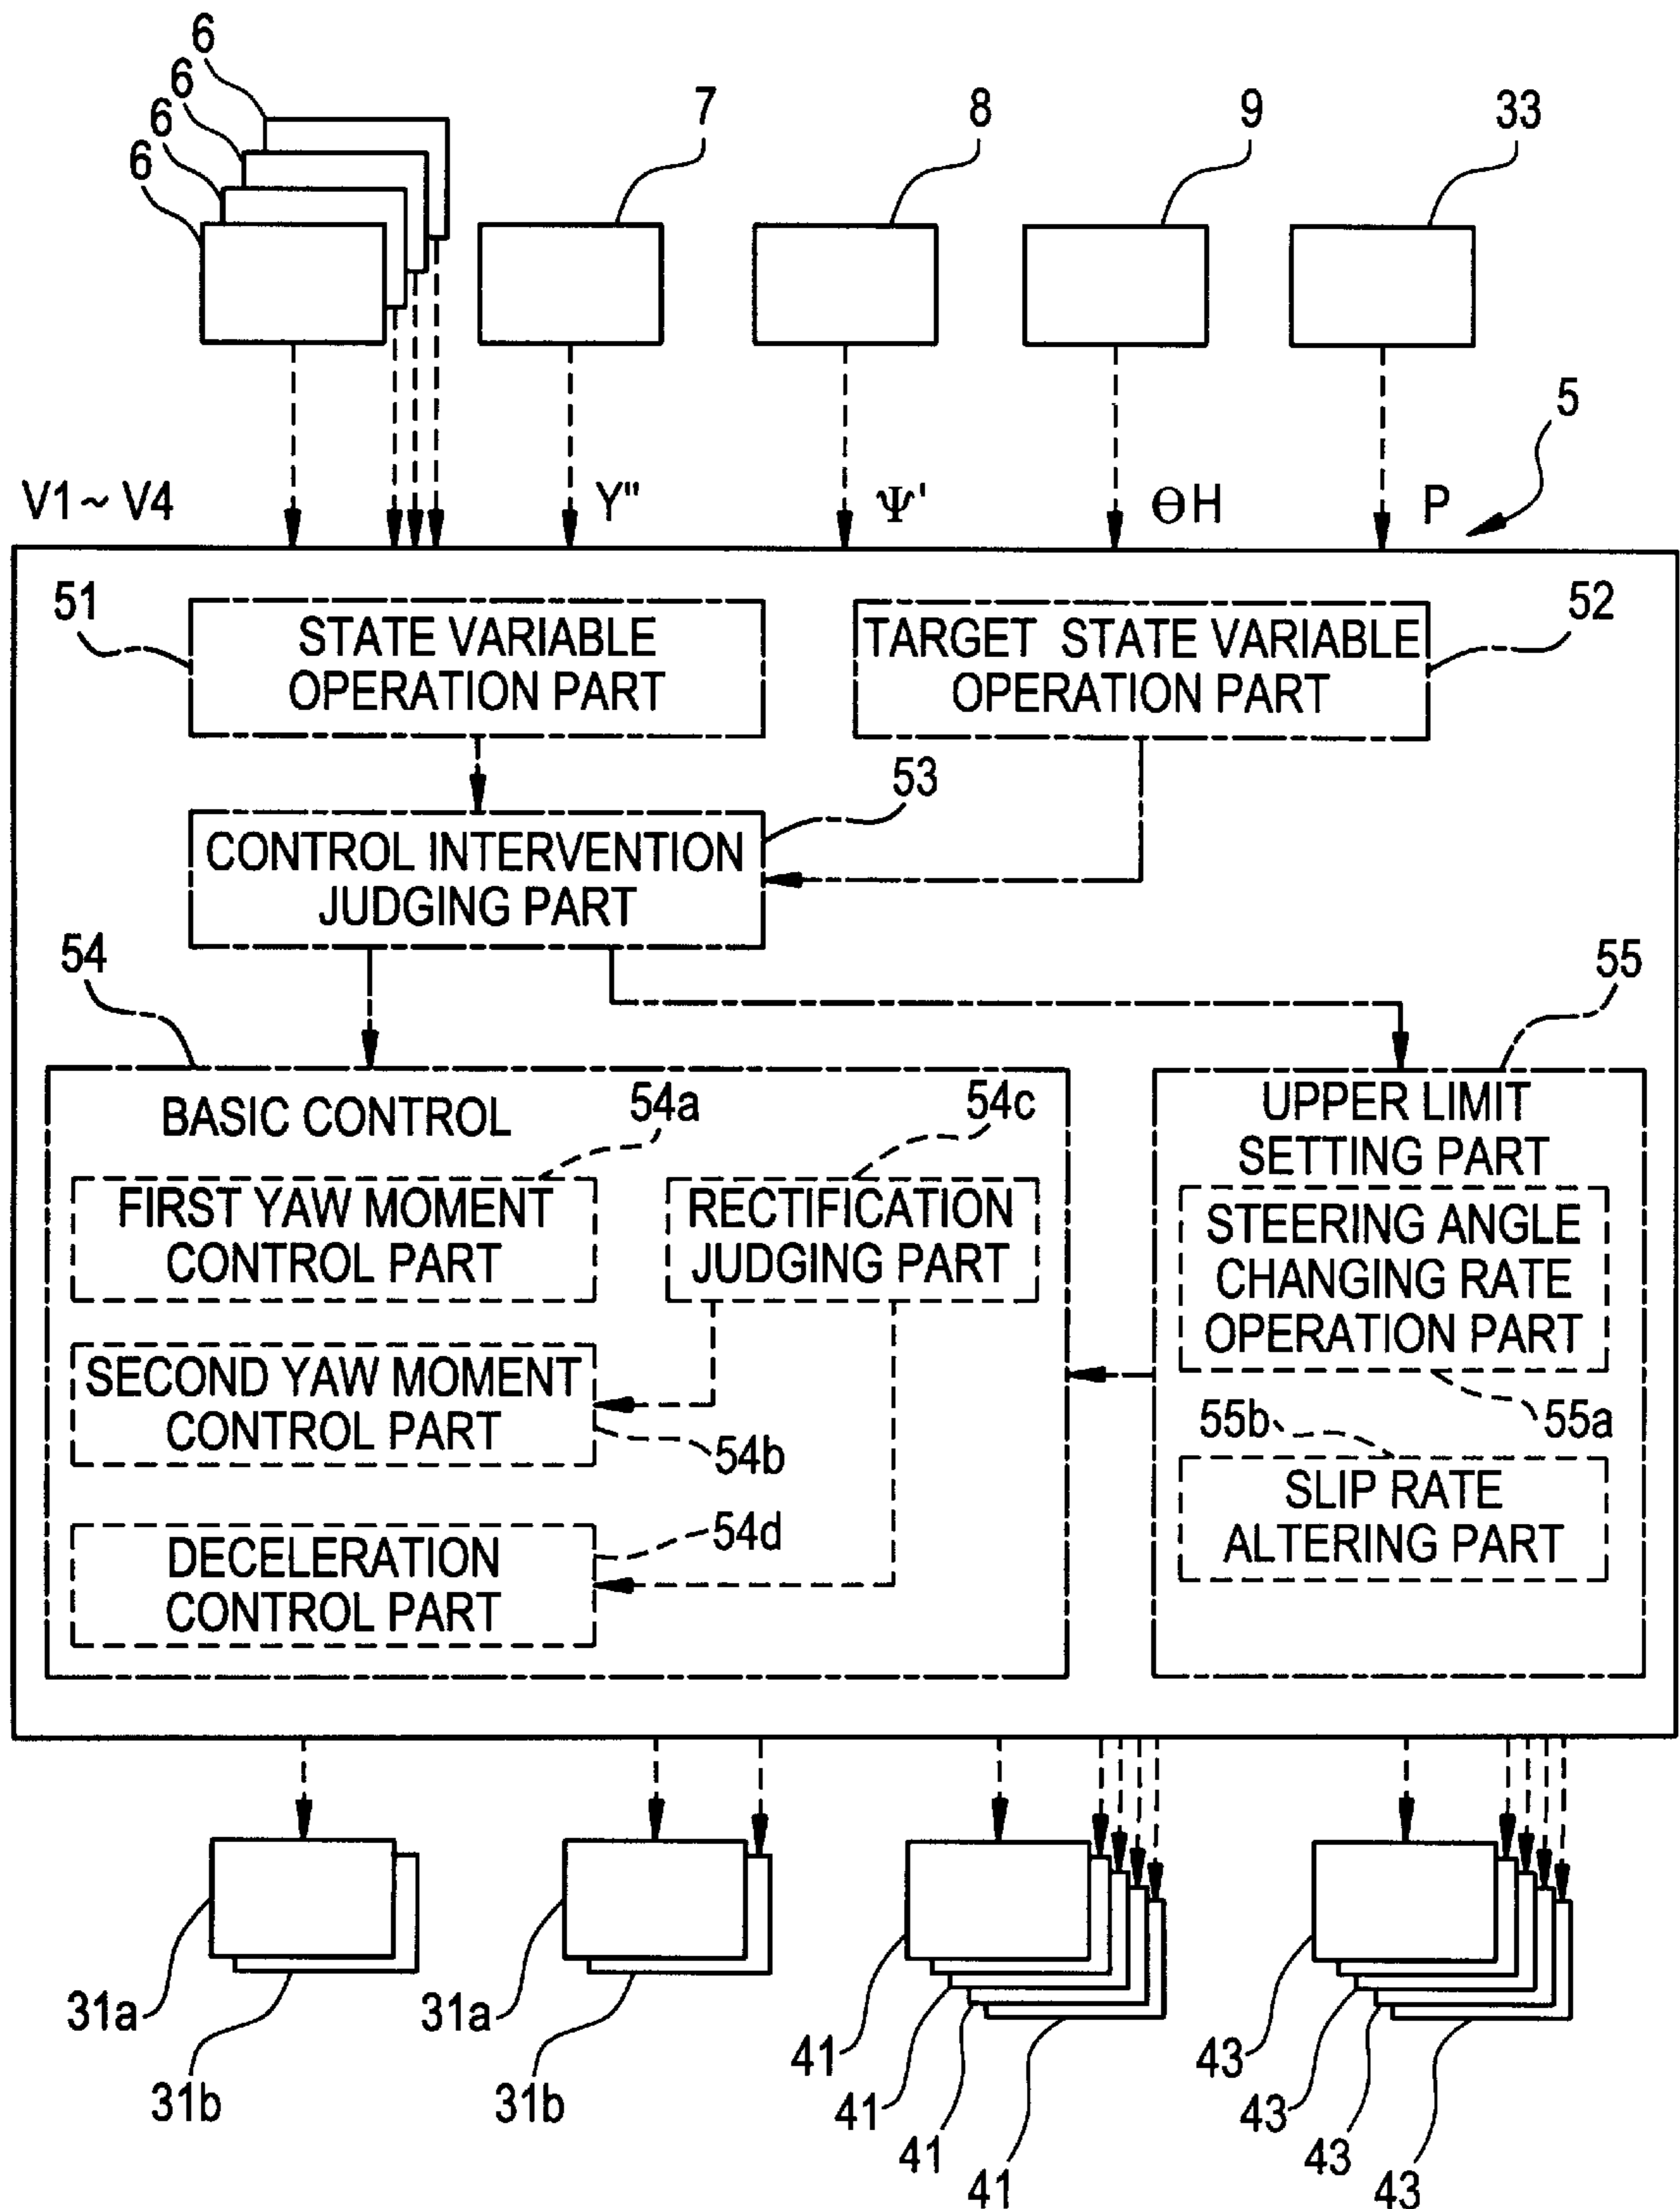 6
6
6
6
7
8
9
33
5
V1~ V4
Y"
Ψ'
ΘH
P
51
STATE VARIABLE
OPERATION PART
TARGET STATE VARIABLE
OPERATION PART
52
53
CONTROL INTERVENTION
JUDGING PART
54
55
BASIC CONTROL
54a
54c
FIRST YAW MOMENT
CONTROL PART
RECTIFICATION
JUDGING PART
SECOND YAW MOMENT
CONTROL PART
54b
DECELERATION
CONTROL PART
54d
UPPER LIMIT
SETTING PART
STEERING ANGLE
CHANGING RATE
OPERATION PART
55b
55a
SLIP RATE
ALTERING PART
31a
31b
31a
31b
41
41
41
41
43
43
43
43